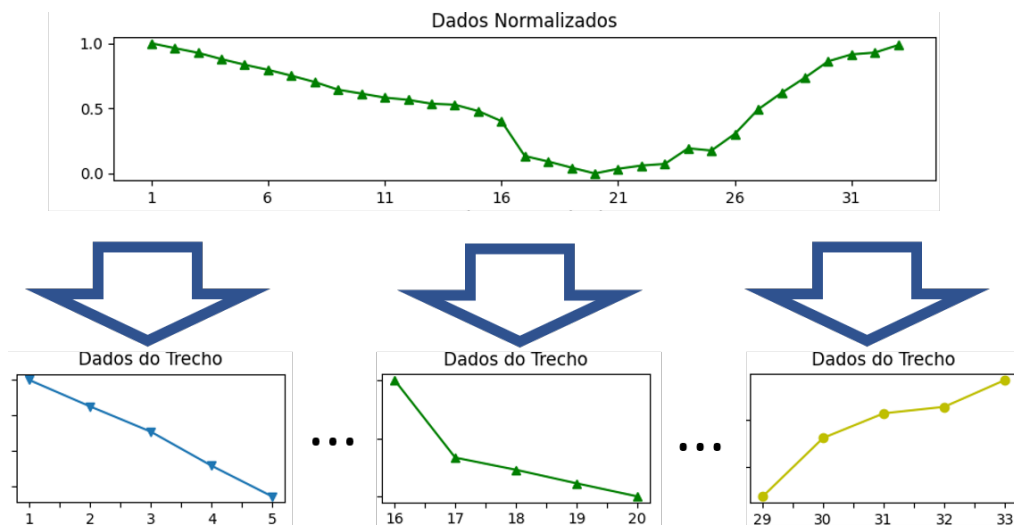 Dados Normalizados
1.0
0.5
0.0
1 6 11 16 21 26 31
Dados do Trecho
1 2 3 4 5
...
Dados do Trecho
16 17 18 19 20
...
Dados do Trecho
29 30 31 32 33